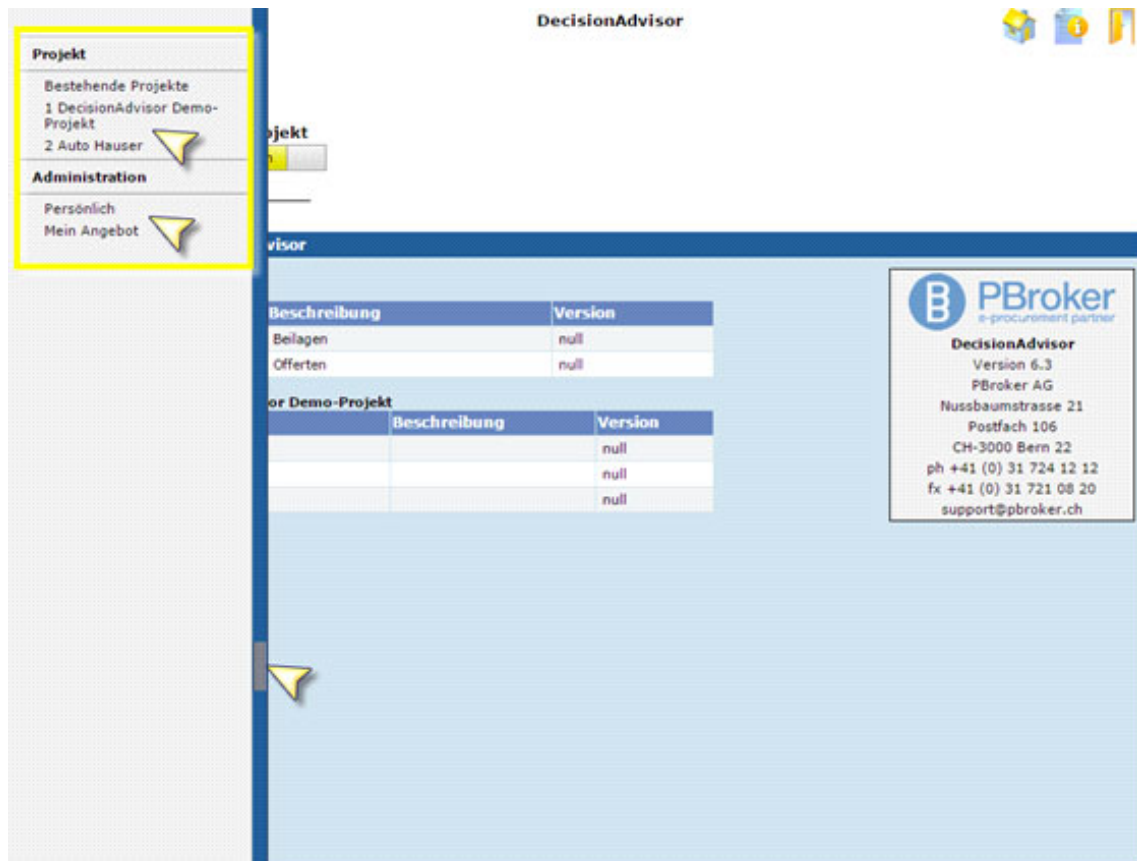 DecisionAdvisor
Projekt
Bestehende Projekte
1 DecisionAdvisor Demo-
Projekt
2 Auto Hauser
Administration
Persönlich
Mein Angebot
ojekt
n
visor
Beschreibung Version
Beilagen null
Offerten null
or Demo-Projekt
Beschreibung Version
null
null
null
B PBroker
e-procurement partner
DecisionAdvisor
Version 6.3
PBroker AG
Nussbaumstrasse 21
Postfach 106
CH-3000 Bern 22
ph +41 (0) 31 724 12 12
fx +41 (0) 31 721 08 20
support@pbroker.ch